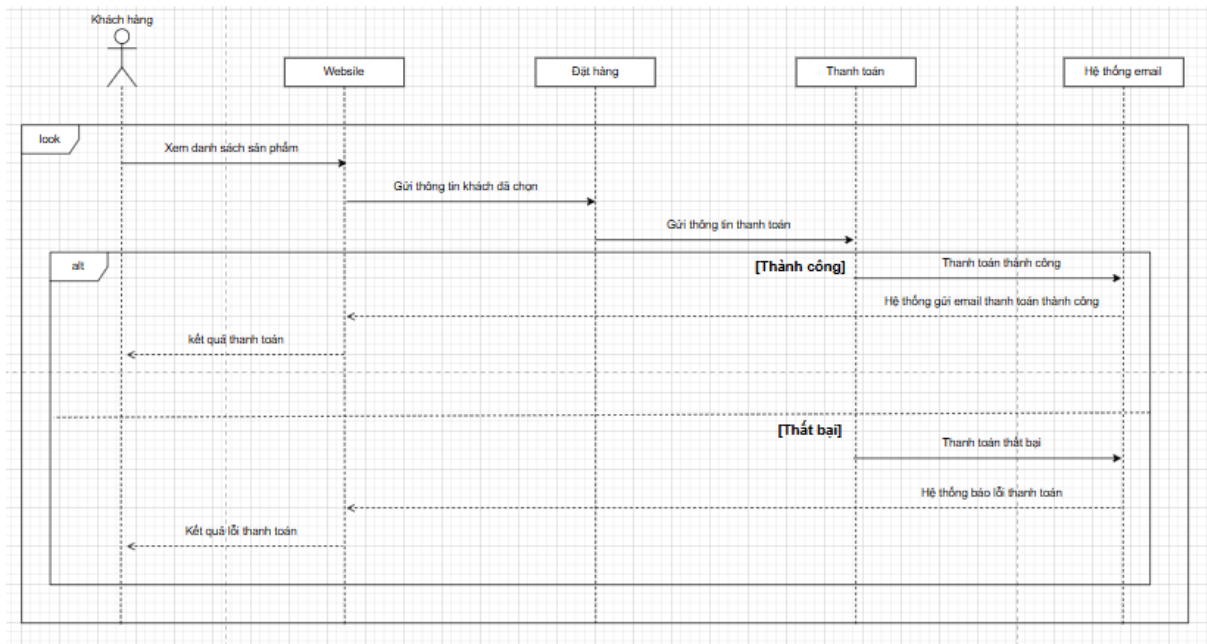 Khách hàng
Website
Đặt hàng
Thanh toán
Hệ thống email
look
Xem danh sách sản phẩm
Gửi thông tin khách đã chọn
Gửi thông tin thanh toán
alt
[Thành công]
Thanh toán thành công
Hệ thống gửi email thanh toán thành công
kết quả thanh toán
[Thất bại]
Thanh toán thất bại
Hệ thống báo lỗi thanh toán
Kết quả lỗi thanh toán